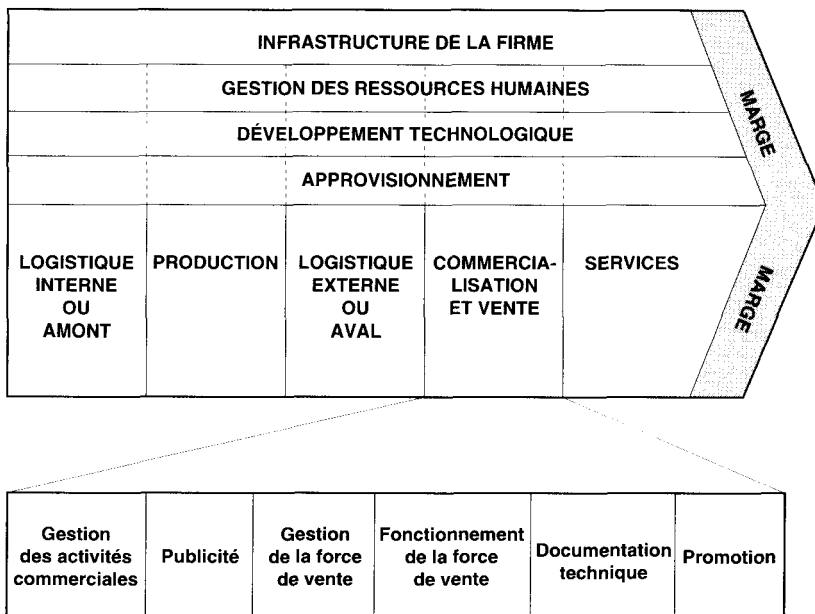 INFRASTRUCTURE DE LA FIRME
GESTION DES RESSOURCES HUMAINES
DÉVELOPPEMENT TECHNOLOGIQUE
APPROVISIONNEMENT
MARGE
LOGISTIQUE
INTERNE
OU
AMONT
PRODUCTION
LOGISTIQUE
EXTERNE
OU
AVAL
COMMERCIA-
LISATION
ET VENTE
SERVICES
MARGE
Gestion
des activités
commerciales
Publicité
Gestion
de la force
de vente
Fonctionnement
de la force
de vente
Documentation
technique
Promotion